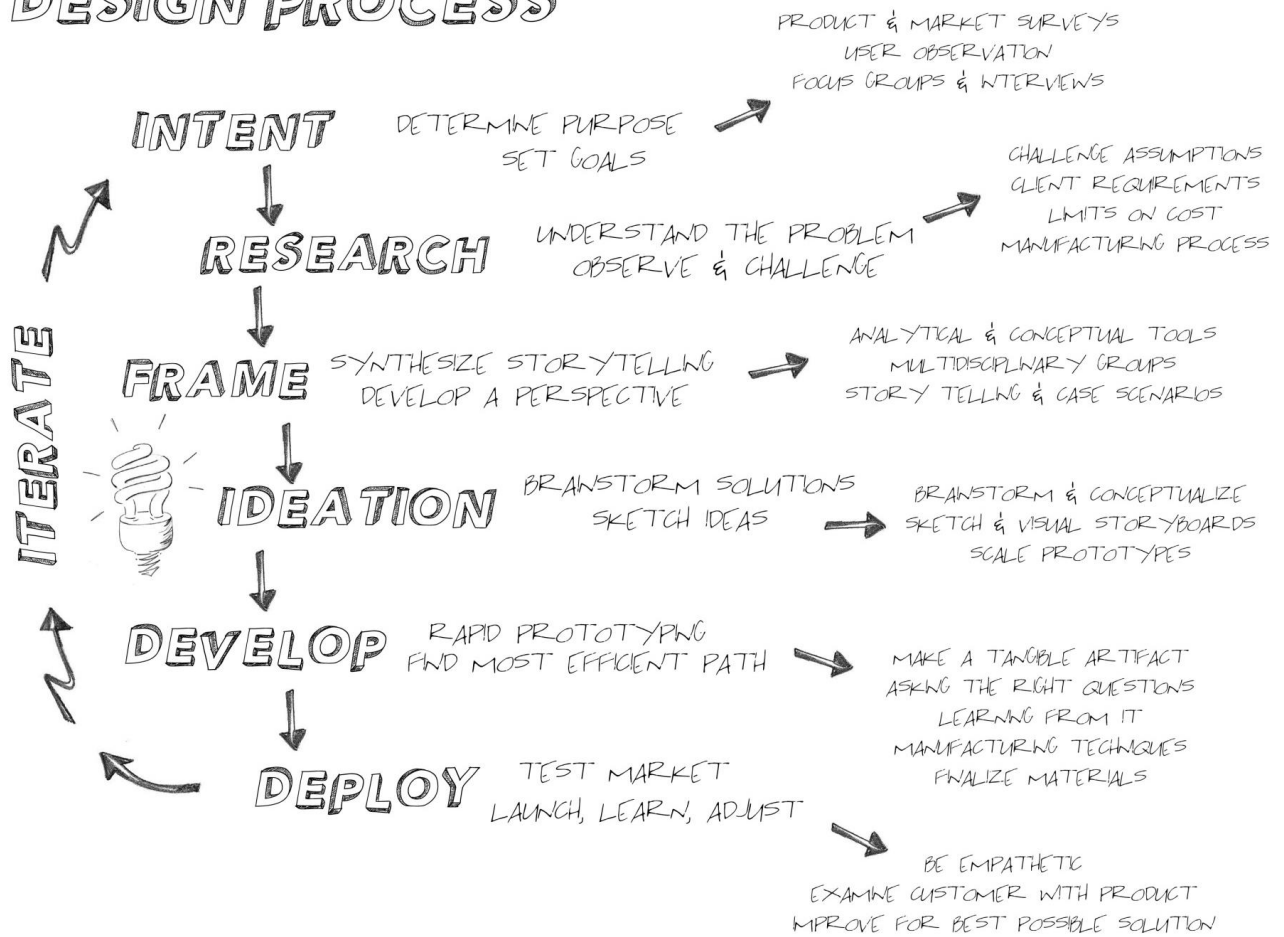 DESIGN PROCESS
PRODUCT & MARKET SURVEYS
USER OBSERVATION
FOCUS GROUPS & INTERVIEWS
INTENT
DETERMINE PURPOSE
SET GOALS
CHALLENGE ASSUMPTIONS
CLIENT REQUIREMENTS
LIMITS ON COST
MANUFACTURING PROCESS
RESEARCH
UNDERSTAND THE PROBLEM
OBSERVE & CHALLENGE
ITERATE
FRAME
SYNTHESIZE STORYTELLING
DEVELOP A PERSPECTIVE
ANALYTICAL & CONCEPTUAL TOOLS
MULTIDISCIPLINARY GROUPS
STORY TELLING & CASE SCENARIOS
IDEATION
BRAINSTORM SOLUTIONS
SKETCH IDEAS
BRAINSTORM & CONCEPTUALIZE
SKETCH & VISUAL STORYBOARDS
SCALE PROTOTYPES
DEVELOP
RAPID PROTOTYPING
FIND MOST EFFICIENT PATH
MAKE A TANGIBLE ARTIFACT
ASKING THE RIGHT QUESTIONS
LEARNING FROM IT
MANUFACTURING TECHNIQUES
FINALIZE MATERIALS
DEPLOY
TEST MARKET
LAUNCH, LEARN, ADJUST
BE EMPATHETIC
EXAMINE CUSTOMER WITH PRODUCT
IMPROVE FOR BEST POSSIBLE SOLUTION